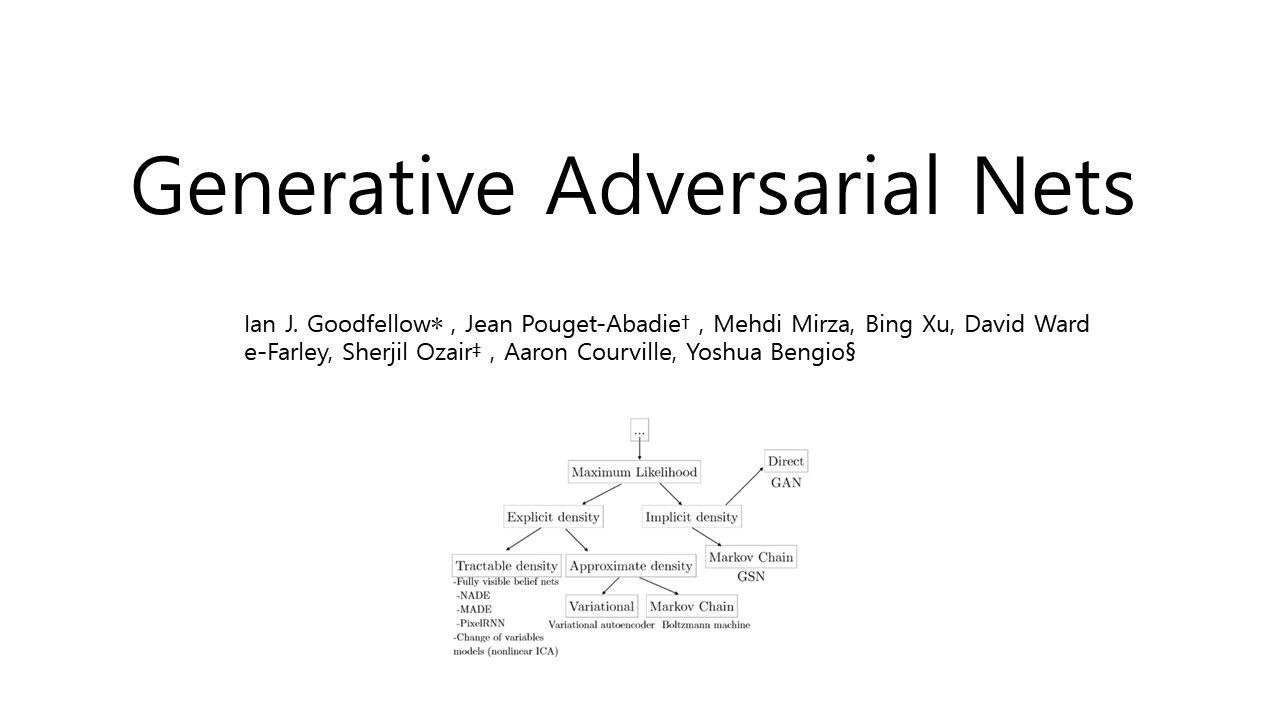 Generative Adversarial Nets
Ian J. Goodfellow∗ , Jean Pouget-Abadie† , Mehdi Mirza, Bing Xu, David Ward
e-Farley, Sherjil Ozair‡ , Aaron Courville, Yoshua Bengio§
...
Maximum Likelihood
Direct
GAN
Explicit density
Implicit density
Tractable density
-Fully visible belief nets
-NADE
-MADE
-PixelRNN
-Change of variables
models (nonlinear ICA)
Approximate density
Variational
Variational autoencoder
Markov Chain
Boltzmann machine
Markov Chain
GSN